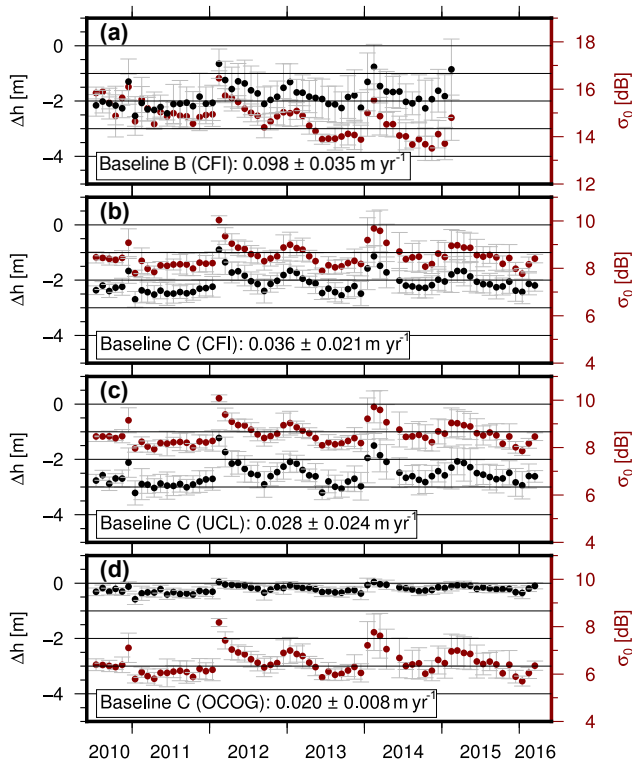 (a)
0
−2
−4
Δh [m]
18
16
14
12
σ0 [dB]
Baseline B (CFI): 0.098 ± 0.035 m yr-1
(b)
0
−2
−4
Δh [m]
10
8
6
4
σ0 [dB]
Baseline C (CFI): 0.036 ± 0.021 m yr-1
(c)
0
−2
−4
Δh [m]
10
8
6
4
σ0 [dB]
Baseline C (UCL): 0.028 ± 0.024 m yr-1
(d)
0
−2
−4
Δh [m]
10
8
6
4
σ0 [dB]
Baseline C (OCOG): 0.020 ± 0.008 m yr-1
2010 2011 2012 2013 2014 2015 2016